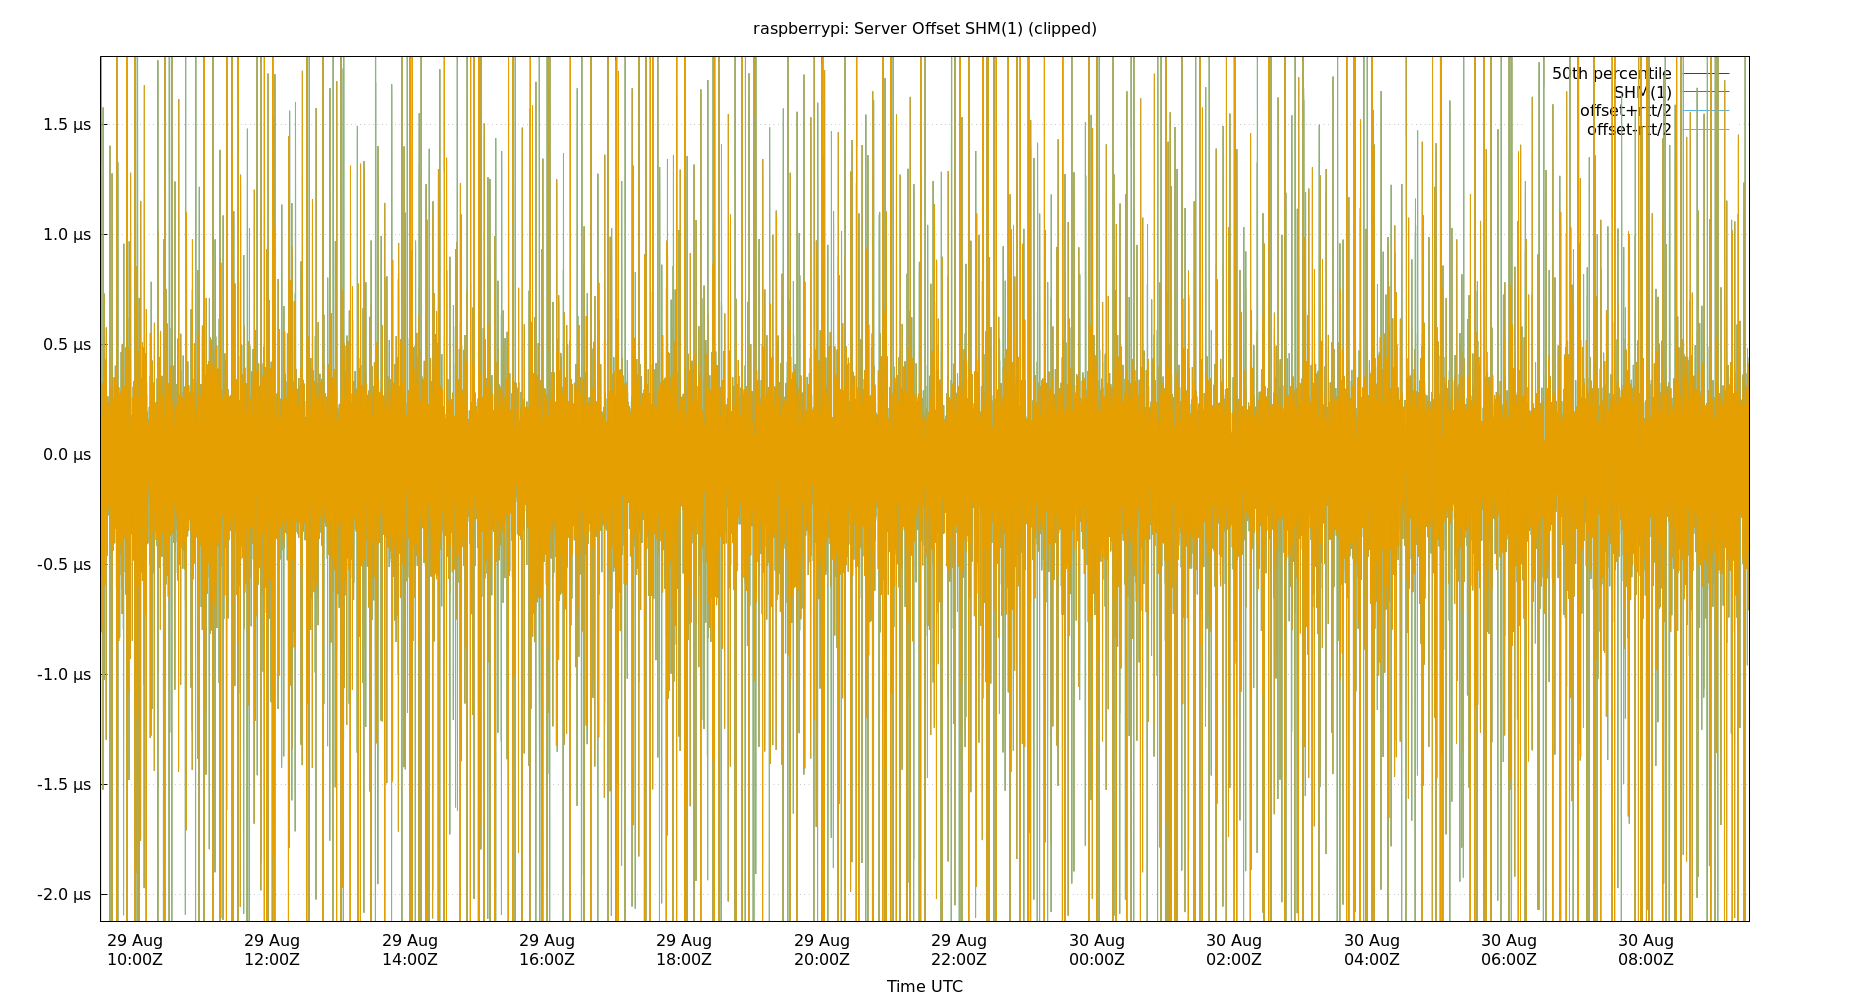 raspberrypi: Server Offset SHM(1) (clipped)
50th percentile
SHM(1)
offset+rtt/2
offset-rtt/2
1.5 µs
1.0 µs
0.5 µs
0.0 µs
-0.5 µs
-1.0 µs
-1.5 µs
-2.0 µs
29 Aug 29 Aug 29 Aug 29 Aug 29 Aug 29 Aug 29 Aug 30 Aug 30 Aug 30 Aug 30 Aug 30 Aug
10:00Z 12:00Z 14:00Z 16:00Z 18:00Z 20:00Z 22:00Z 00:00Z 02:00Z 04:00Z 06:00Z 08:00Z
Time UTC